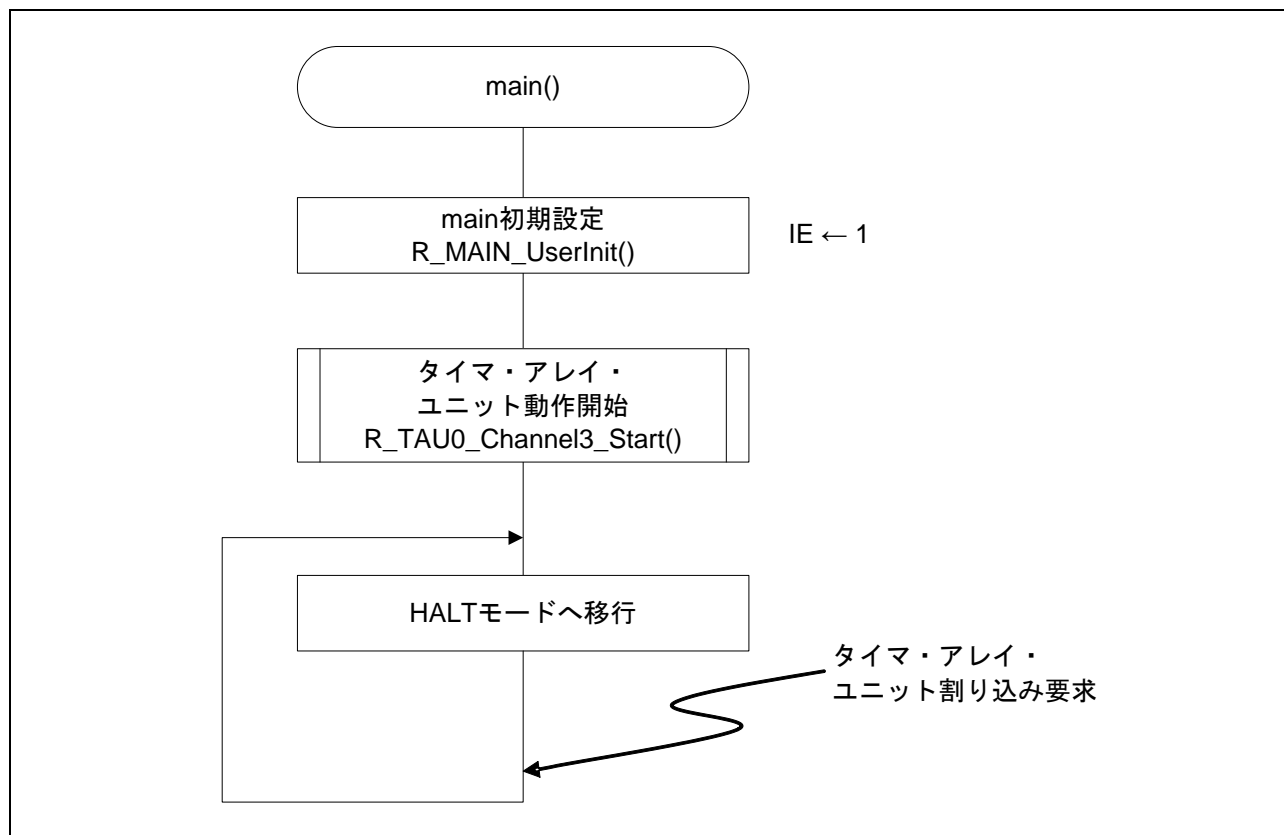 main()
main初期設定
R_MAIN_UserInit()
IE ← 1
タイマ・アレイ・
ユニット動作開始
R_TAU0_Channel3_Start()
HALTモードへ移行
タイマ・アレイ・
ユニット割り込み要求